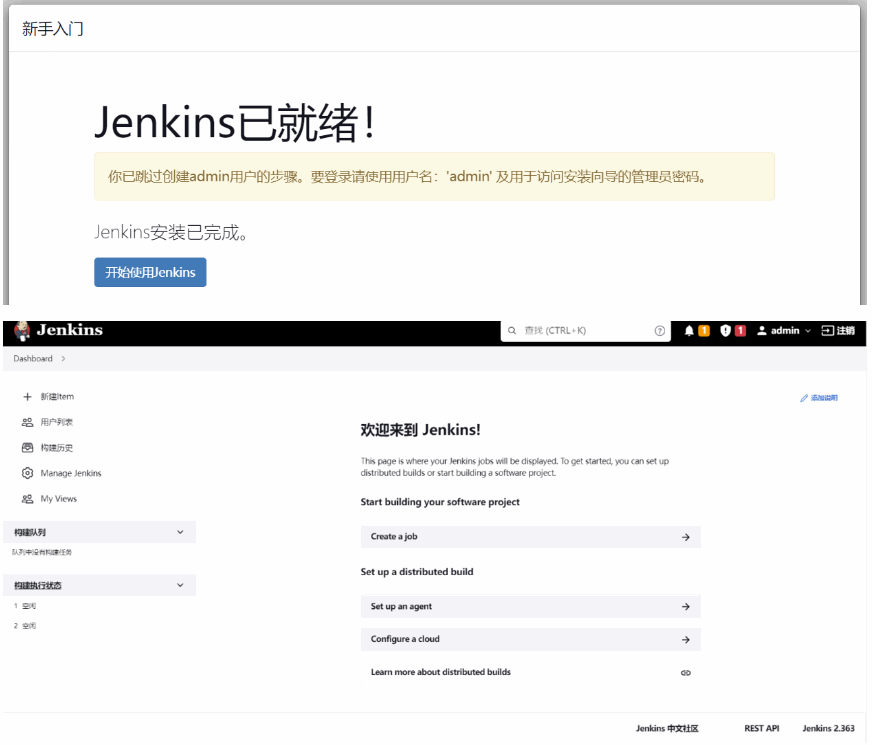 新手入门
Jenkins已就绪！
你已跳过创建admin用户的步骤。要登录请使用用户名：'admin' 及用于访问安装向导的管理员密码。
Jenkins安装已完成。
开始使用Jenkins
Jenkins
查找 (CTRL+K)
1
1
admin
注销
Dashboard
新建Item
添加说明
用户列表
构建历史
Manage Jenkins
My Views
构建队列
队列中没有构建任务
构建执行状态
1 空闲
2 空闲
欢迎来到 Jenkins!
This page is where your Jenkins jobs will be displayed. To get started, you can set up
distributed builds or start building a software project.
Start building your software project
Create a job
Set up a distributed build
Set up an agent
Configure a cloud
Learn more about distributed builds
Jenkins 中文社区
REST API
Jenkins 2.363